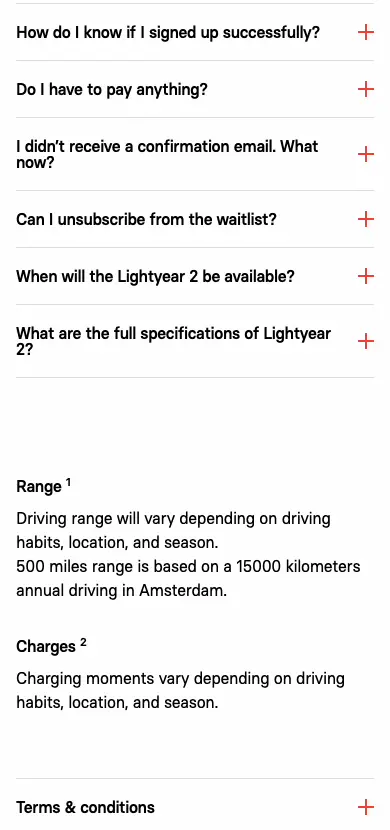 How do I know if I signed up successfully?
Do I have to pay anything?
I didn't receive a confirmation email. What
now?
Can I unsubscribe from the waitlist?
When will the Lightyear 2 be available?
What are the full specifications of Lightyear
2?
Range 1
Driving range will vary depending on driving
habits, location, and season.
500 miles range is based on a 15000 kilometers
annual driving in Amsterdam.
Charges 2
Charging moments vary depending on driving
habits, location, and season.
Terms & conditions